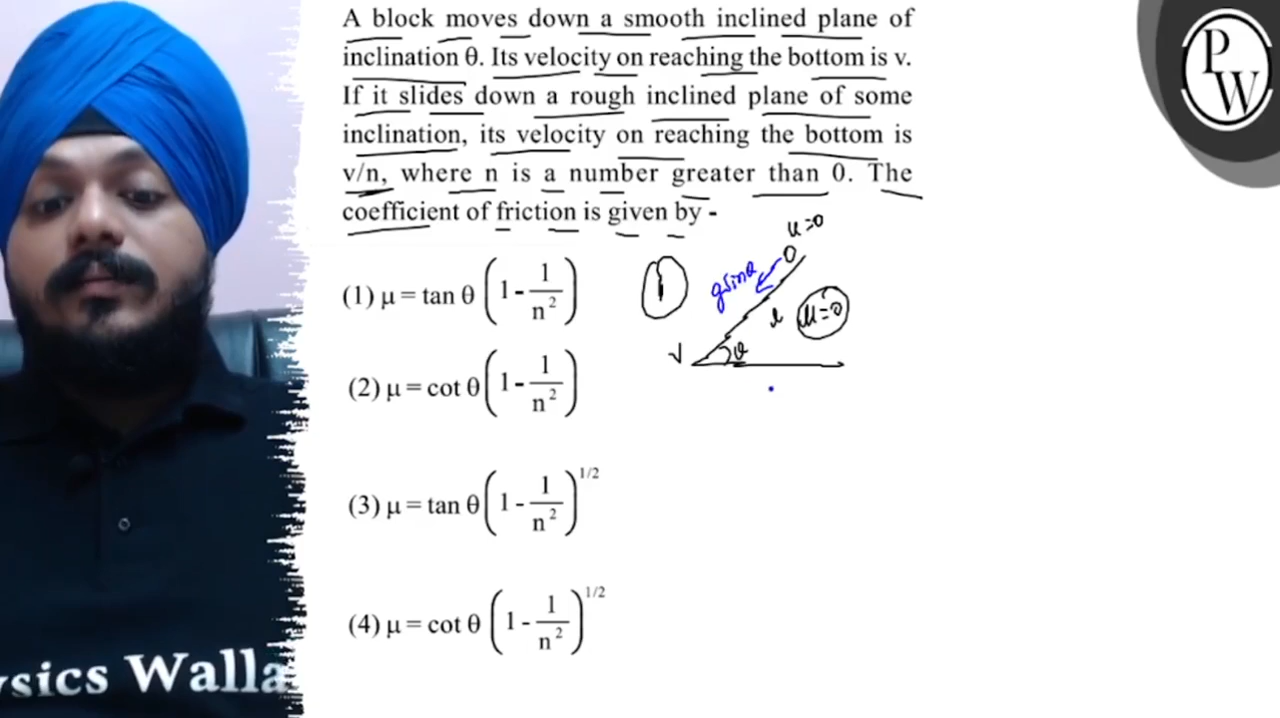 A block moves down a smooth inclined plane of
inclination θ. Its velocity on reaching the bottom is v.
If it slides down a rough inclined plane of some
inclination, its velocity on reaching the bottom is
v/n, where n is a number greater than 0. The
coefficient of friction is given by -
(1) μ = tan θ (1 - 1/n²)
(2) μ = cot θ (1 - 1/n²)
(3) μ = tan θ (1 - 1/n²)^1/2
(4) μ = cot θ (1 - 1/n²)^1/2
1
u=0
gsinθ
l
μ=0
v
θ
PW
ysics Walla